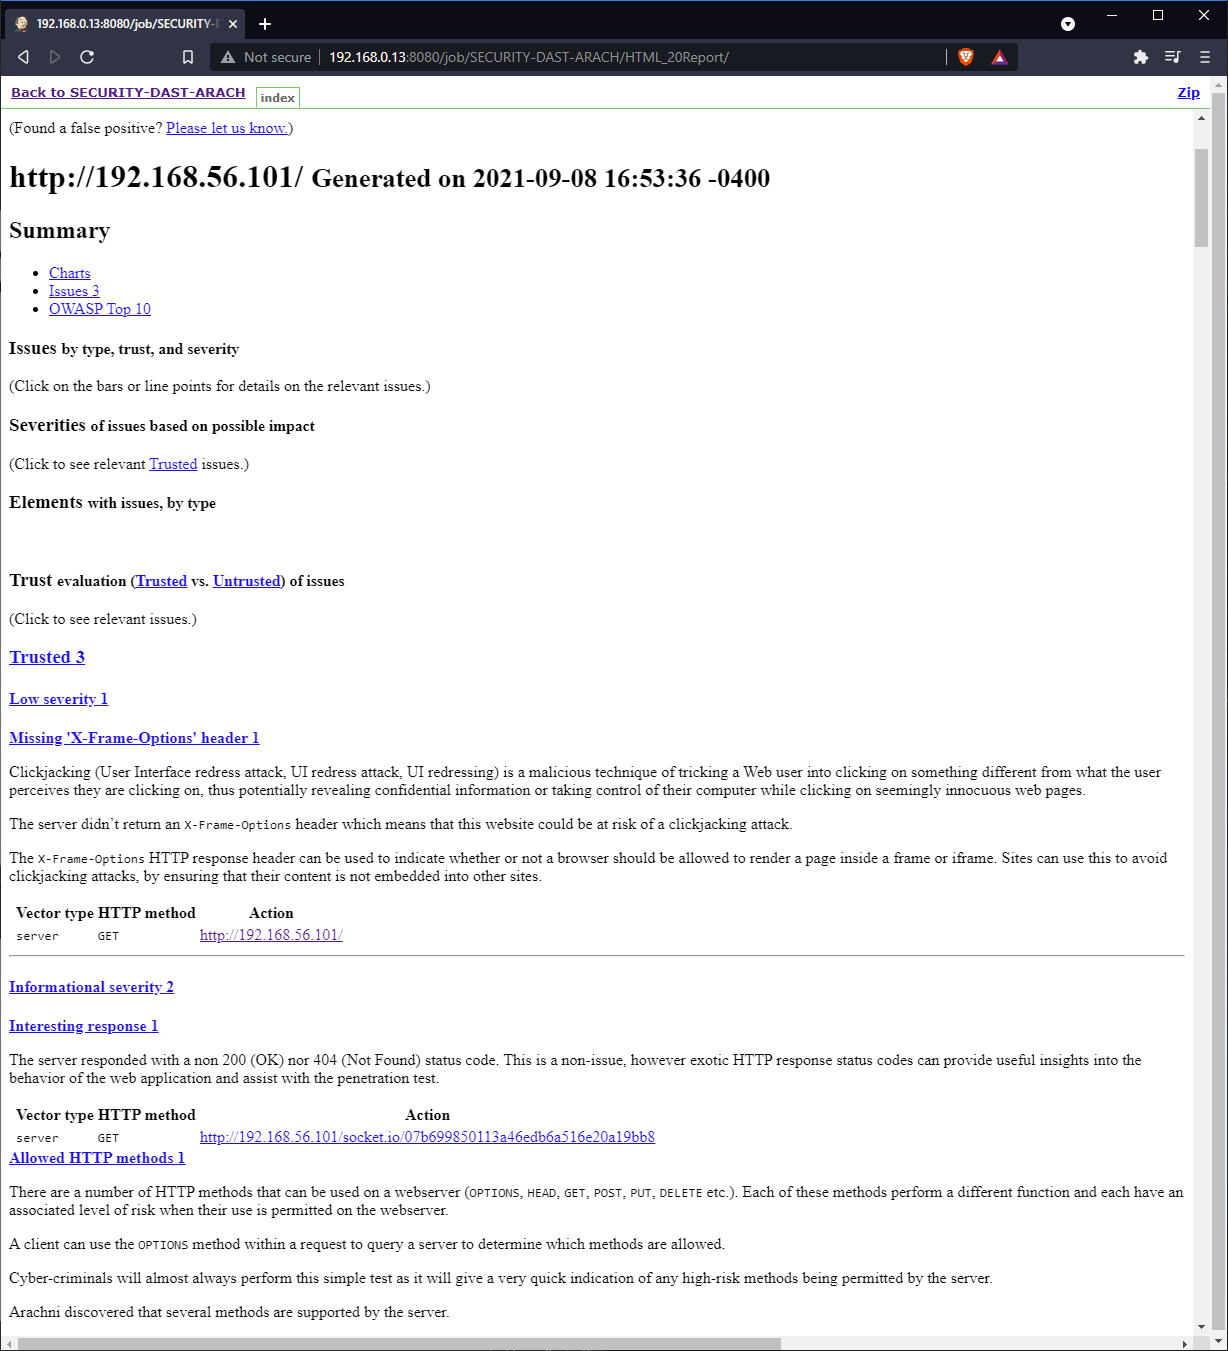 192.168.0.13:8080/job/SECURITY-D
Not secure
192.168.0.13:8080/job/SECURITY-DAST-ARACH/HTML_20Report/
Back to SECURITY-DAST-ARACH
index
Zip
(Found a false positive? Please let us know.)
http://192.168.56.101/ Generated on 2021-09-08 16:53:36 -0400
Summary
Charts
Issues 3
OWASP Top 10
Issues by type, trust, and severity
(Click on the bars or line points for details on the relevant issues.)
Severities of issues based on possible impact
(Click to see relevant Trusted issues.)
Elements with issues, by type
Trust evaluation (Trusted vs. Untrusted) of issues
(Click to see relevant issues.)
Trusted 3
Low severity 1
Missing 'X-Frame-Options' header 1
Clickjacking (User Interface redress attack, UI redress attack, UI redressing) is a malicious technique of tricking a Web user into clicking on something different from what the user
perceives they are clicking on, thus potentially revealing confidential information or taking control of their computer while clicking on seemingly innocuous web pages.
The server didn’t return an X-Frame-Options header which means that this website could be at risk of a clickjacking attack.
The X-Frame-Options HTTP response header can be used to indicate whether or not a browser should be allowed to render a page inside a frame or iframe. Sites can use this to avoid
clickjacking attacks, by ensuring that their content is not embedded into other sites.
Vector type HTTP method Action
server GET http://192.168.56.101/
Informational severity 2
Interesting response 1
The server responded with a non 200 (OK) nor 404 (Not Found) status code. This is a non-issue, however exotic HTTP response status codes can provide useful insights into the
behavior of the web application and assist with the penetration test.
Vector type HTTP method Action
server GET http://192.168.56.101/socket.io/07b699850113a46edb6a516e20a19bb8
Allowed HTTP methods 1
There are a number of HTTP methods that can be used on a webserver (OPTIONS, HEAD, GET, POST, PUT, DELETE etc.). Each of these methods perform a different function and each have an
associated level of risk when their use is permitted on the webserver.
A client can use the OPTIONS method within a request to query a server to determine which methods are allowed.
Cyber-criminals will almost always perform this simple test as it will give a very quick indication of any high-risk methods being permitted by the server.
Arachni discovered that several methods are supported by the server.